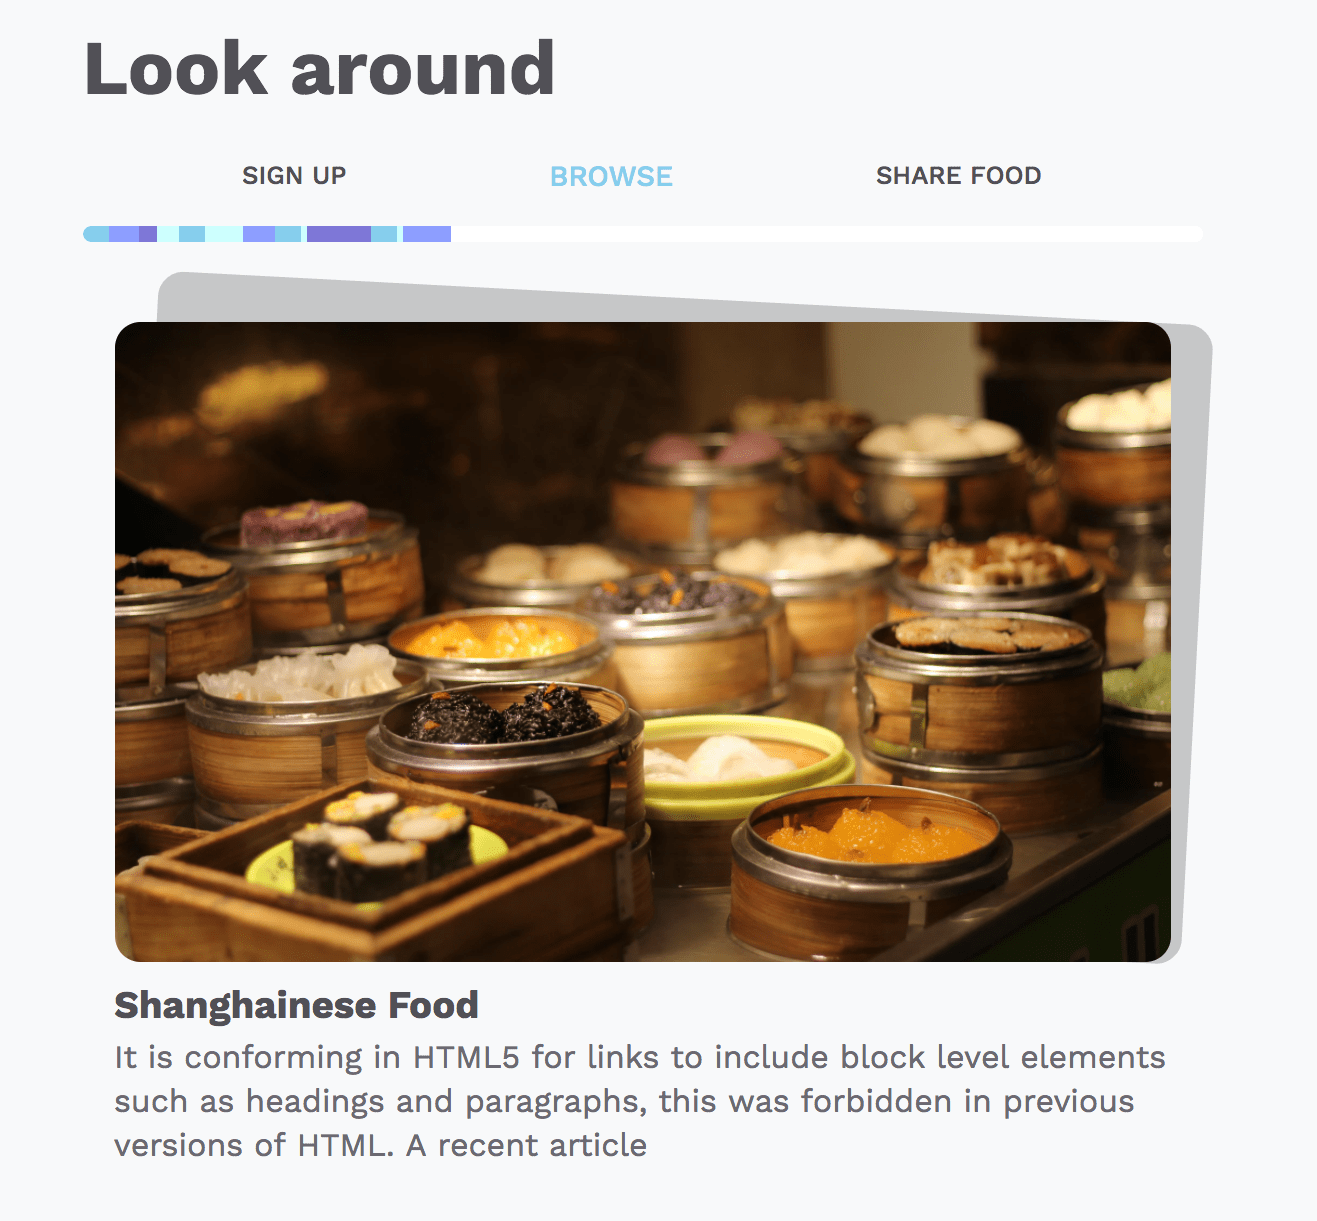 Look around
SIGN UP
BROWSE
SHARE FOOD
Shanghainese Food
It is conforming in HTML5 for links to include block level elements
such as headings and paragraphs, this was forbidden in previous
versions of HTML. A recent article